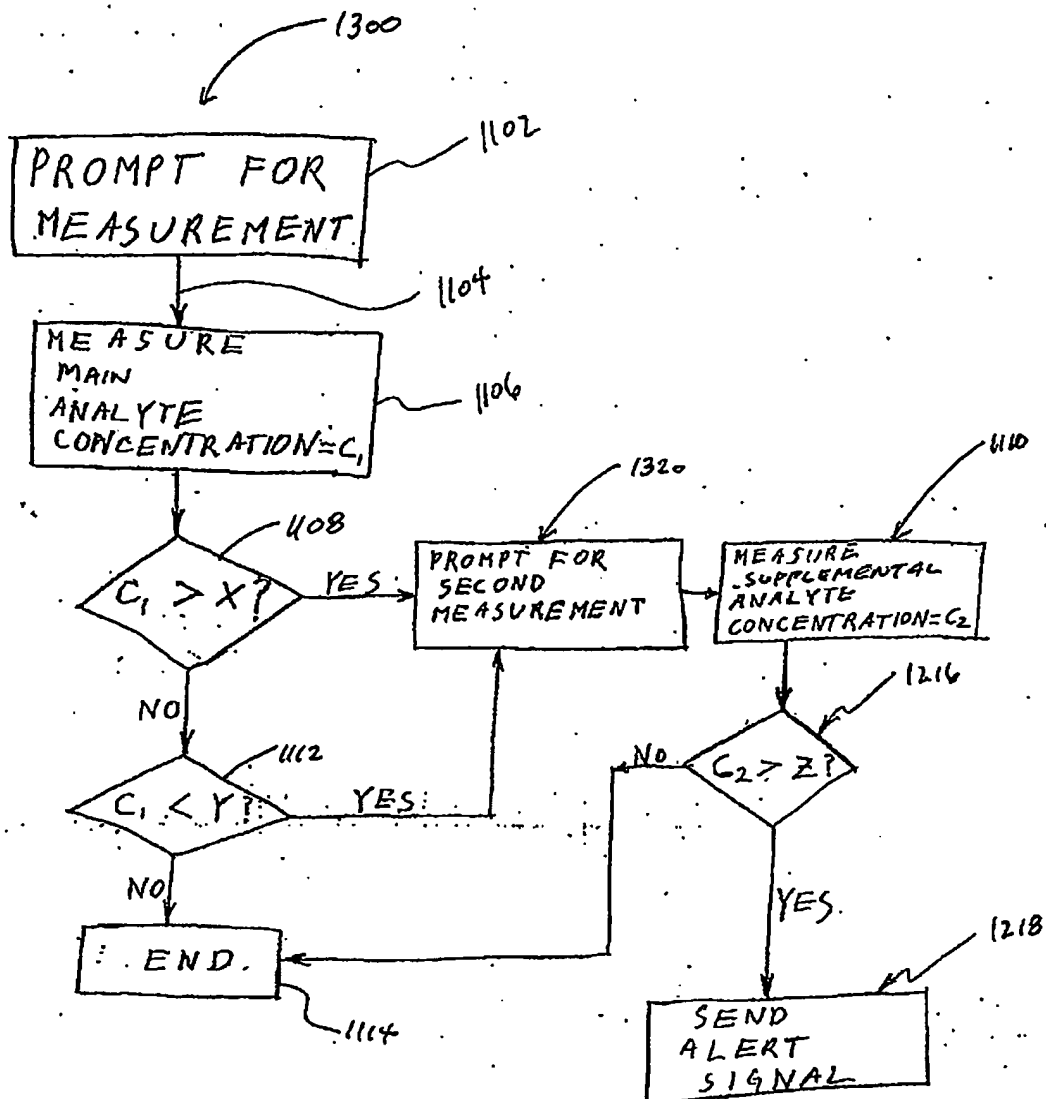 1300
PROMPT FOR
MEASUREMENT
1102
1104
MEASURE
MAIN
ANALYTE
CONCENTRATION=C₁
1106
1108
C₁ > X?
YES
1320
PROMPT FOR
SECOND
MEASUREMENT
1110
MEASURE
SUPPLEMENTAL
ANALYTE
CONCENTRATION=C₂
NO
1112
C₁ < Y?
YES
1216
C₂ > Z?
NO
NO
YES
END
1114
1218
SEND
ALERT
SIGNAL